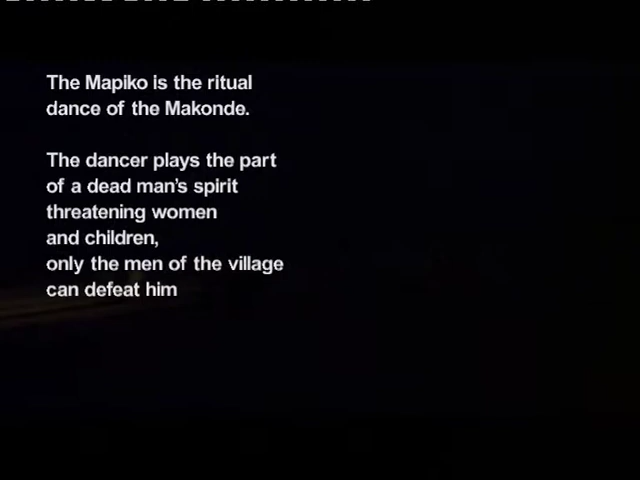 The Mapiko is the ritual
dance of the Makonde.
The dancer plays the part
of a dead man's spirit
threatening women
and children,
only the men of the village
can defeat him